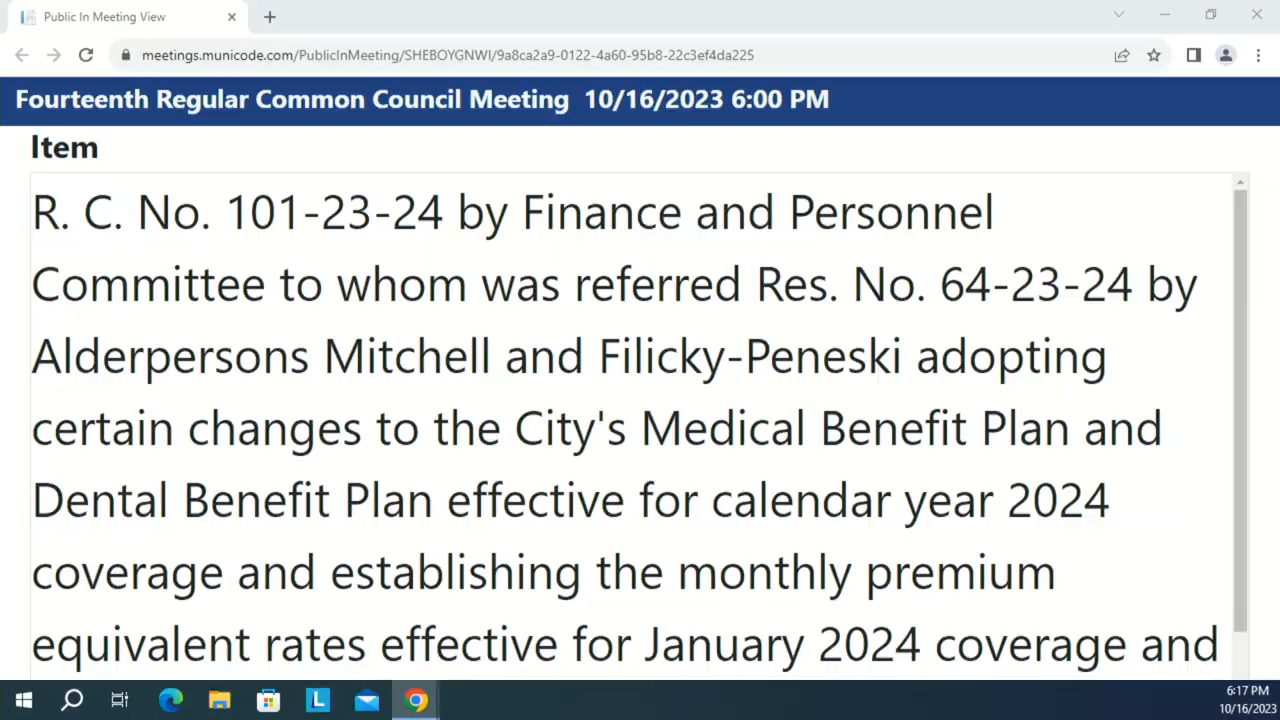 Public In Meeting View
meetings.municode.com/PublicInMeeting/SHEBOYGNWI/9a8ca2a9-0122-4a60-95b8-22c3ef4da225
Fourteenth Regular Common Council Meeting 10/16/2023 6:00 PM
Item
R. C. No. 101-23-24 by Finance and Personnel
Committee to whom was referred Res. No. 64-23-24 by
Alderpersons Mitchell and Filicky-Peneski adopting
certain changes to the City's Medical Benefit Plan and
Dental Benefit Plan effective for calendar year 2024
coverage and establishing the monthly premium
equivalent rates effective for January 2024 coverage and
L
6:17 PM
10/16/2023